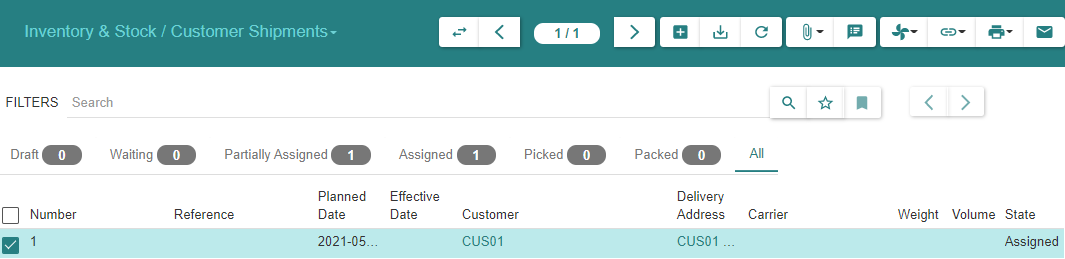 Inventory & Stock / Customer Shipments
1 / 1
FILTERS Search
Draft 0 Waiting 0 Partially Assigned 1 Assigned 1 Picked 0 Packed 0 All
Number Reference Planned Date Effective Date Customer Delivery Address Carrier Weight Volume State
1 2021-05... CUS01 CUS01 ... Assigned